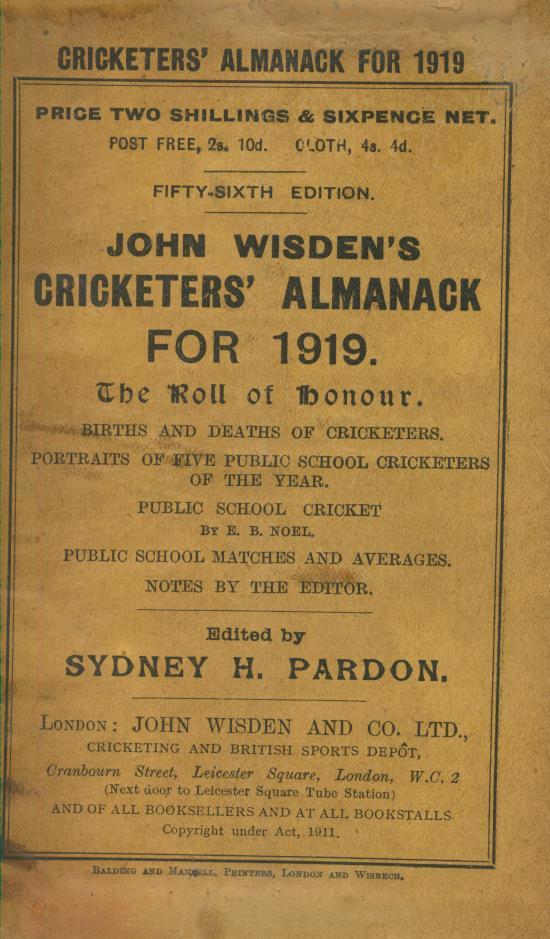 CRICKETERS' ALMANACK FOR 1919
PRICE TWO SHILLINGS & SIXPENCE NET.
POST FREE, 2s. 10d. CLOTH, 4s. 4d.
FIFTY-SIXTH EDITION.
JOHN WISDEN'S
CRICKETERS' ALMANACK
FOR 1919.
The Roll of Honour.
BIRTHS AND DEATHS OF CRICKETERS.
PORTRAITS OF FIVE PUBLIC SCHOOL CRICKETERS
OF THE YEAR.
PUBLIC SCHOOL CRICKET
BY E. B. NOEL.
PUBLIC SCHOOL MATCHES AND AVERAGES.
NOTES BY THE EDITOR.
Edited by
SYDNEY H. PARDON.
LONDON: JOHN WISDEN AND CO. LTD.,
CRICKETING AND BRITISH SPORTS DEPÔT,
Cranbourn Street, Leicester Square, London, W.C. 2
(Next door to Leicester Square Tube Station)
AND OF ALL BOOKSELLERS AND AT ALL BOOKSTALLS
Copyright under Act, 1911.
BALDING AND MANSELL, PRINTERS, LONDON AND WISBECH.